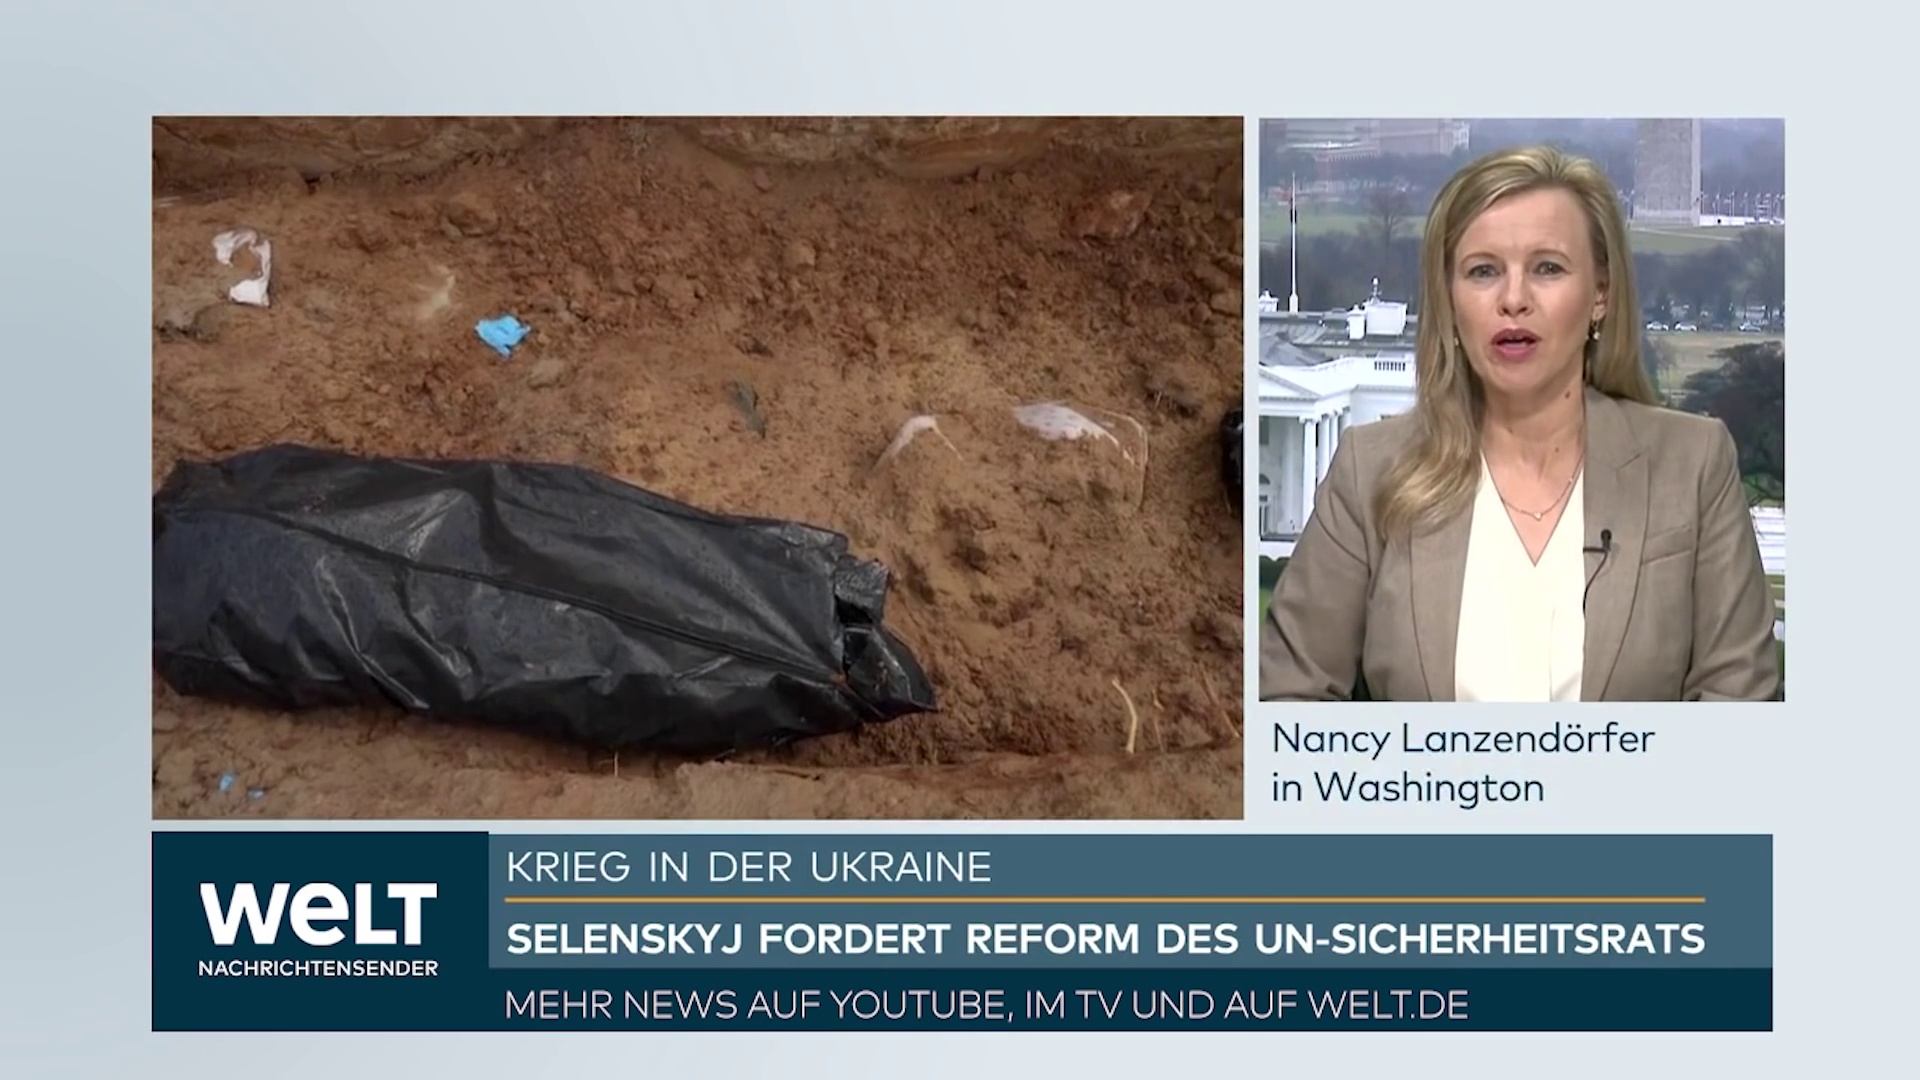 Nancy Lanzendörfer
in Washington
WELT
NACHRICHTENSENDER
KRIEG IN DER UKRAINE
SELENSKYJ FORDERT REFORM DES UN-SICHERHEITSRATS
MEHR NEWS AUF YOUTUBE, IM TV UND AUF WELT.DE